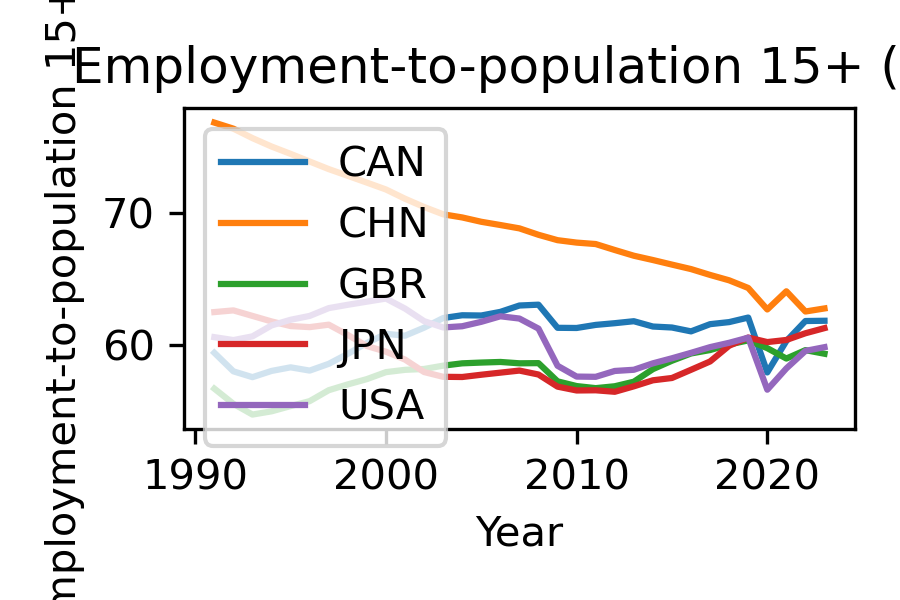 Employment-to-population 15+ (
mployment-to-population 15+
70
60
CAN
CHN
GBR
JPN
USA
1990 2000 2010 2020
Year